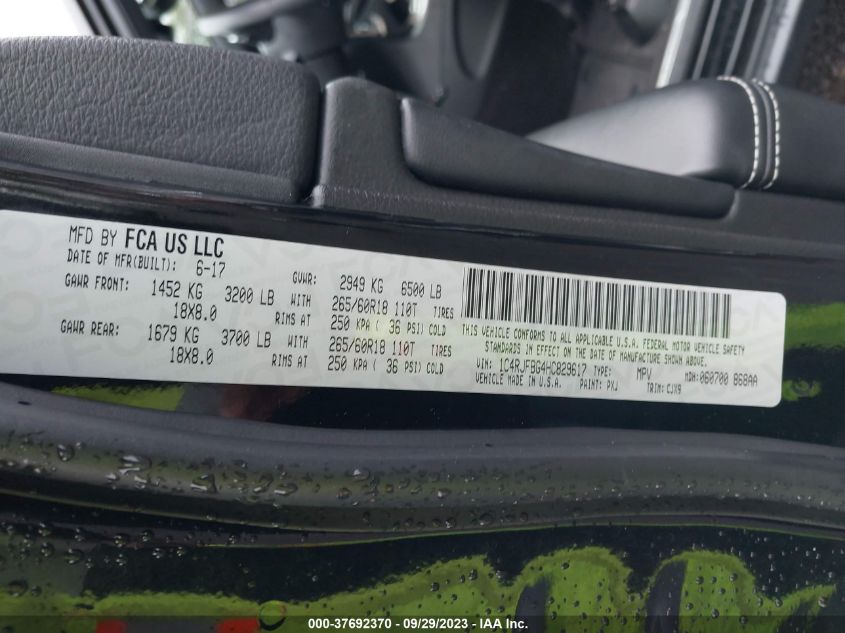 MFD BY FCA US LLC
DATE OF MFR(BUILT): 6-17 GVWR: 2949 KG 6500 LB
GAWR FRONT: 1452 KG 3200 LB WITH 265/60R18 110T TIRES
18X8.0 RIMS AT 250 KPA ( 36 PSI) COLD
GAWR REAR: 1679 KG 3700 LB WITH 265/60R18 110T TIRES
18X8.0 RIMS AT 250 KPA ( 36 PSI) COLD
THIS VEHICLE CONFORMS TO ALL APPLICABLE U.S.A. FEDERAL MOTOR VEHICLE SAFETY
STANDARDS IN EFFECT ON THE DATE OF MANUFACTURE SHOWN ABOVE.
VIN: 1C4RJFBG4HC829617 TYPE: MPV MDH: 060700 868AA
VEHICLE MADE IN U.S.A. PAINT: PXJ TRIM: CJX9
000-37692370 - 09/29/2023 - IAA Inc.